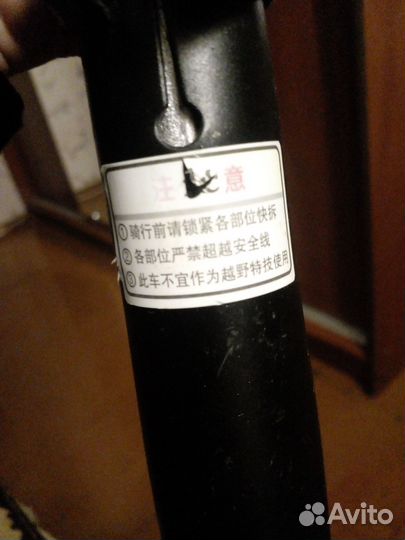 注 意
①骑行前请锁紧各部位快拆
②各部位严禁超越安全线
③此车不宜作为越野特技使用
Avito